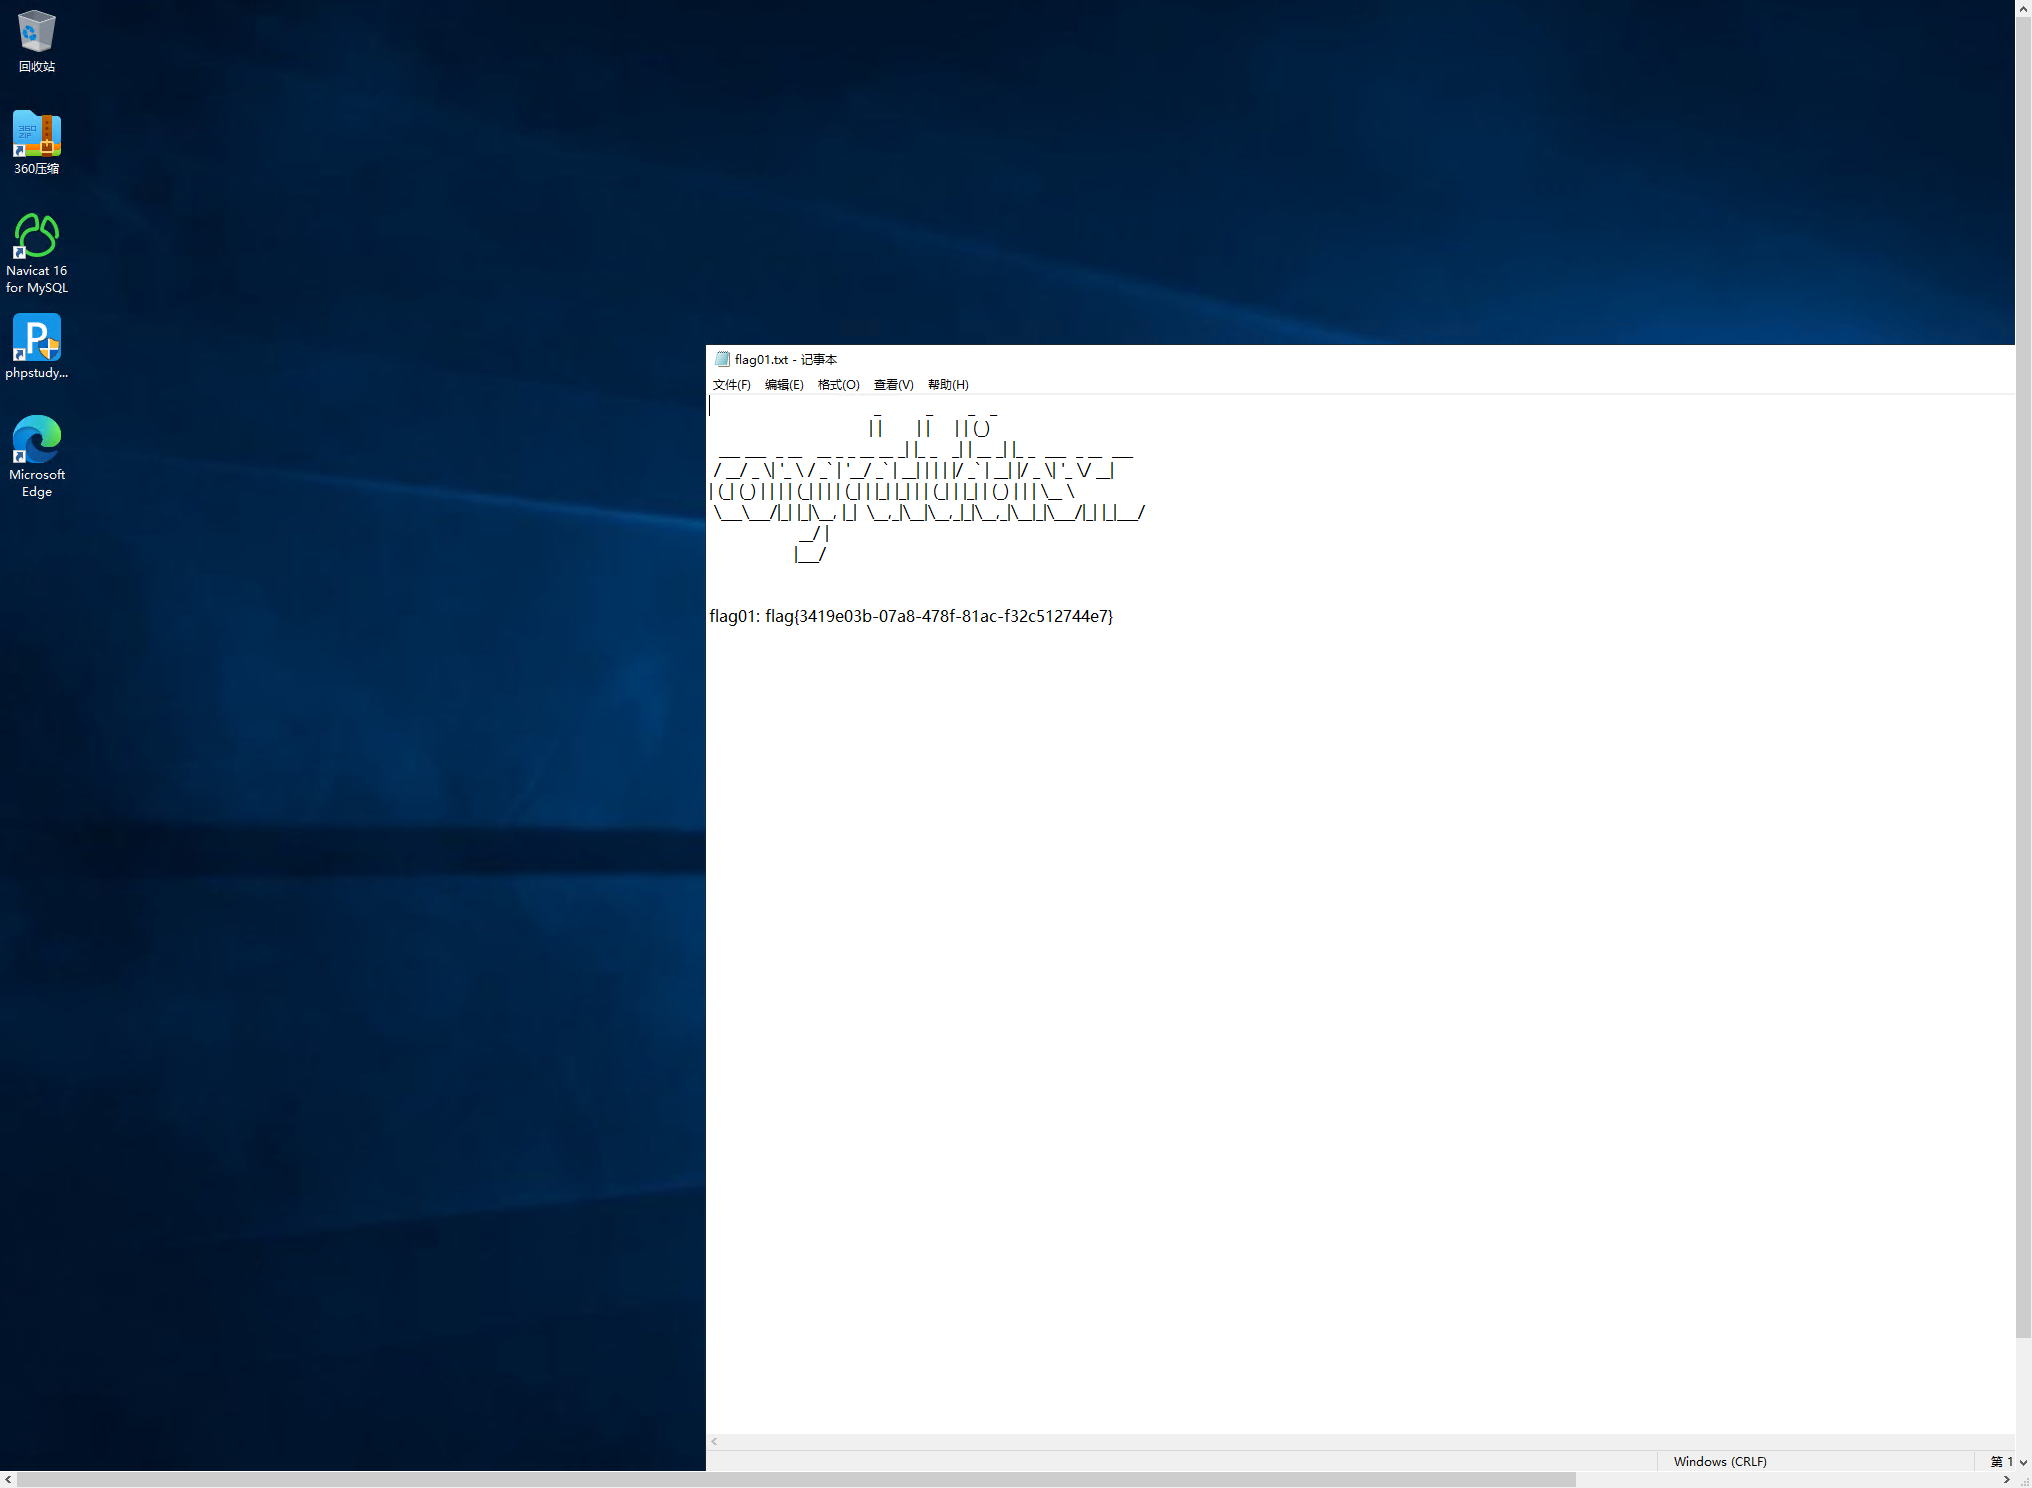 回收站
360压缩
Navicat 16
for MySQL
phpstudy...
Microsoft
Edge
flag01.txt - 记事本
文件(F) 编辑(E) 格式(O) 查看(V) 帮助(H)
flag01: flag{3419e03b-07a8-478f-81ac-f32c512744e7}
Windows (CRLF)
第 1